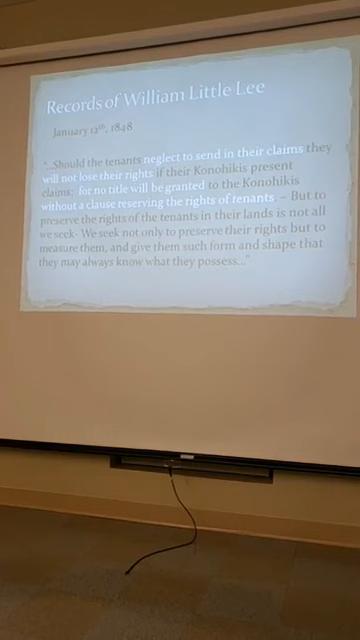 Records of William Little Lee
January 12th, 1848
"...Should the tenants neglect to send in their claims they
will not lose their rights if their Konohikis present
claims; for no title will be granted to the Konohikis
without a clause reserving the rights of tenants. – But to
preserve the rights of the tenants in their lands is not all
we seek- We seek not only to preserve their rights but to
measure them, and give them such form and shape that
they may always know what they possess..."